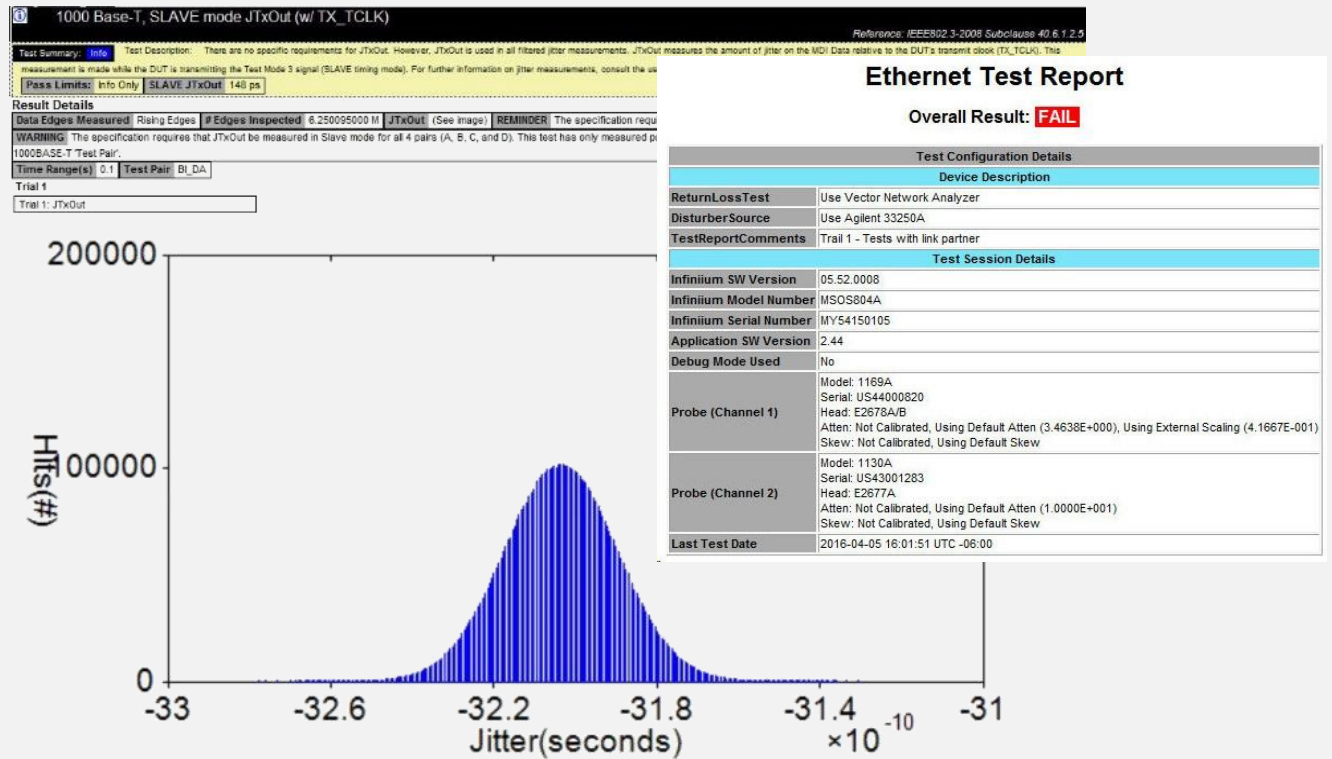 1000 Base-T, SLAVE mode JTxOut (w/ TX_TCLK)
Reference: IEEE802.3-2008 Subclause 40.6.1.2.5
Test Summary: Info Test Description: There are no specific requirements for JTxOut. However, JTxOut is used in all filtered jitter measurements. JTxOut measures the amount of jitter on the MDI Data relative to the DUT's transmit clock (TX_TCLK). This
measurement is made while the DUT is transmitting the Test Mode 3 signal (SLAVE timing mode). For further information on jitter measurements, consult the
Pass Limits: Info Only SLAVE JTxOut 148 ps
Result Details
Data Edges Measured Rising Edges # Edges Inspected 6.250095000 M JTxOut (See image) REMINDER The specification
WARNING The specification requires that JTxOut be measured in Slave mode for all 4 pairs (A, B, C, and D). This test has only measured
1000BASE-T 'Test Pair'.
Time Range(s) 0.1 Test Pair BI_DA
Trial 1
Trial 1: JTxOut
200000
100000
0
Hits(#)
-33 -32.6 -32.2 -31.8 -31.4 -31
Jitter(seconds) ×10 -10
Ethernet Test Report
Overall Result: FAIL
Test Configuration Details
Device Description
ReturnLossTest Use Vector Network Analyzer
DisturberSource Use Agilent 33250A
TestReportComments Trail 1 - Tests with link partner
Test Session Details
Infiniium SW Version 05.52.0008
Infiniium Model Number MSOS804A
Infiniium Serial Number MY54150105
Application SW Version 2.44
Debug Mode Used No
Probe (Channel 1)
Model: 1169A
Serial: US44000820
Head: E2678A/B
Atten: Not Calibrated, Using Default Atten (3.4638E+000), Using External Scaling (4.1667E-001)
Skew: Not Calibrated, Using Default Skew
Probe (Channel 2)
Model: 1130A
Serial: US43001283
Head: E2677A
Atten: Not Calibrated, Using Default Atten (1.0000E+001)
Skew: Not Calibrated, Using Default Skew
Last Test Date 2016-04-05 16:01:51 UTC -06:00